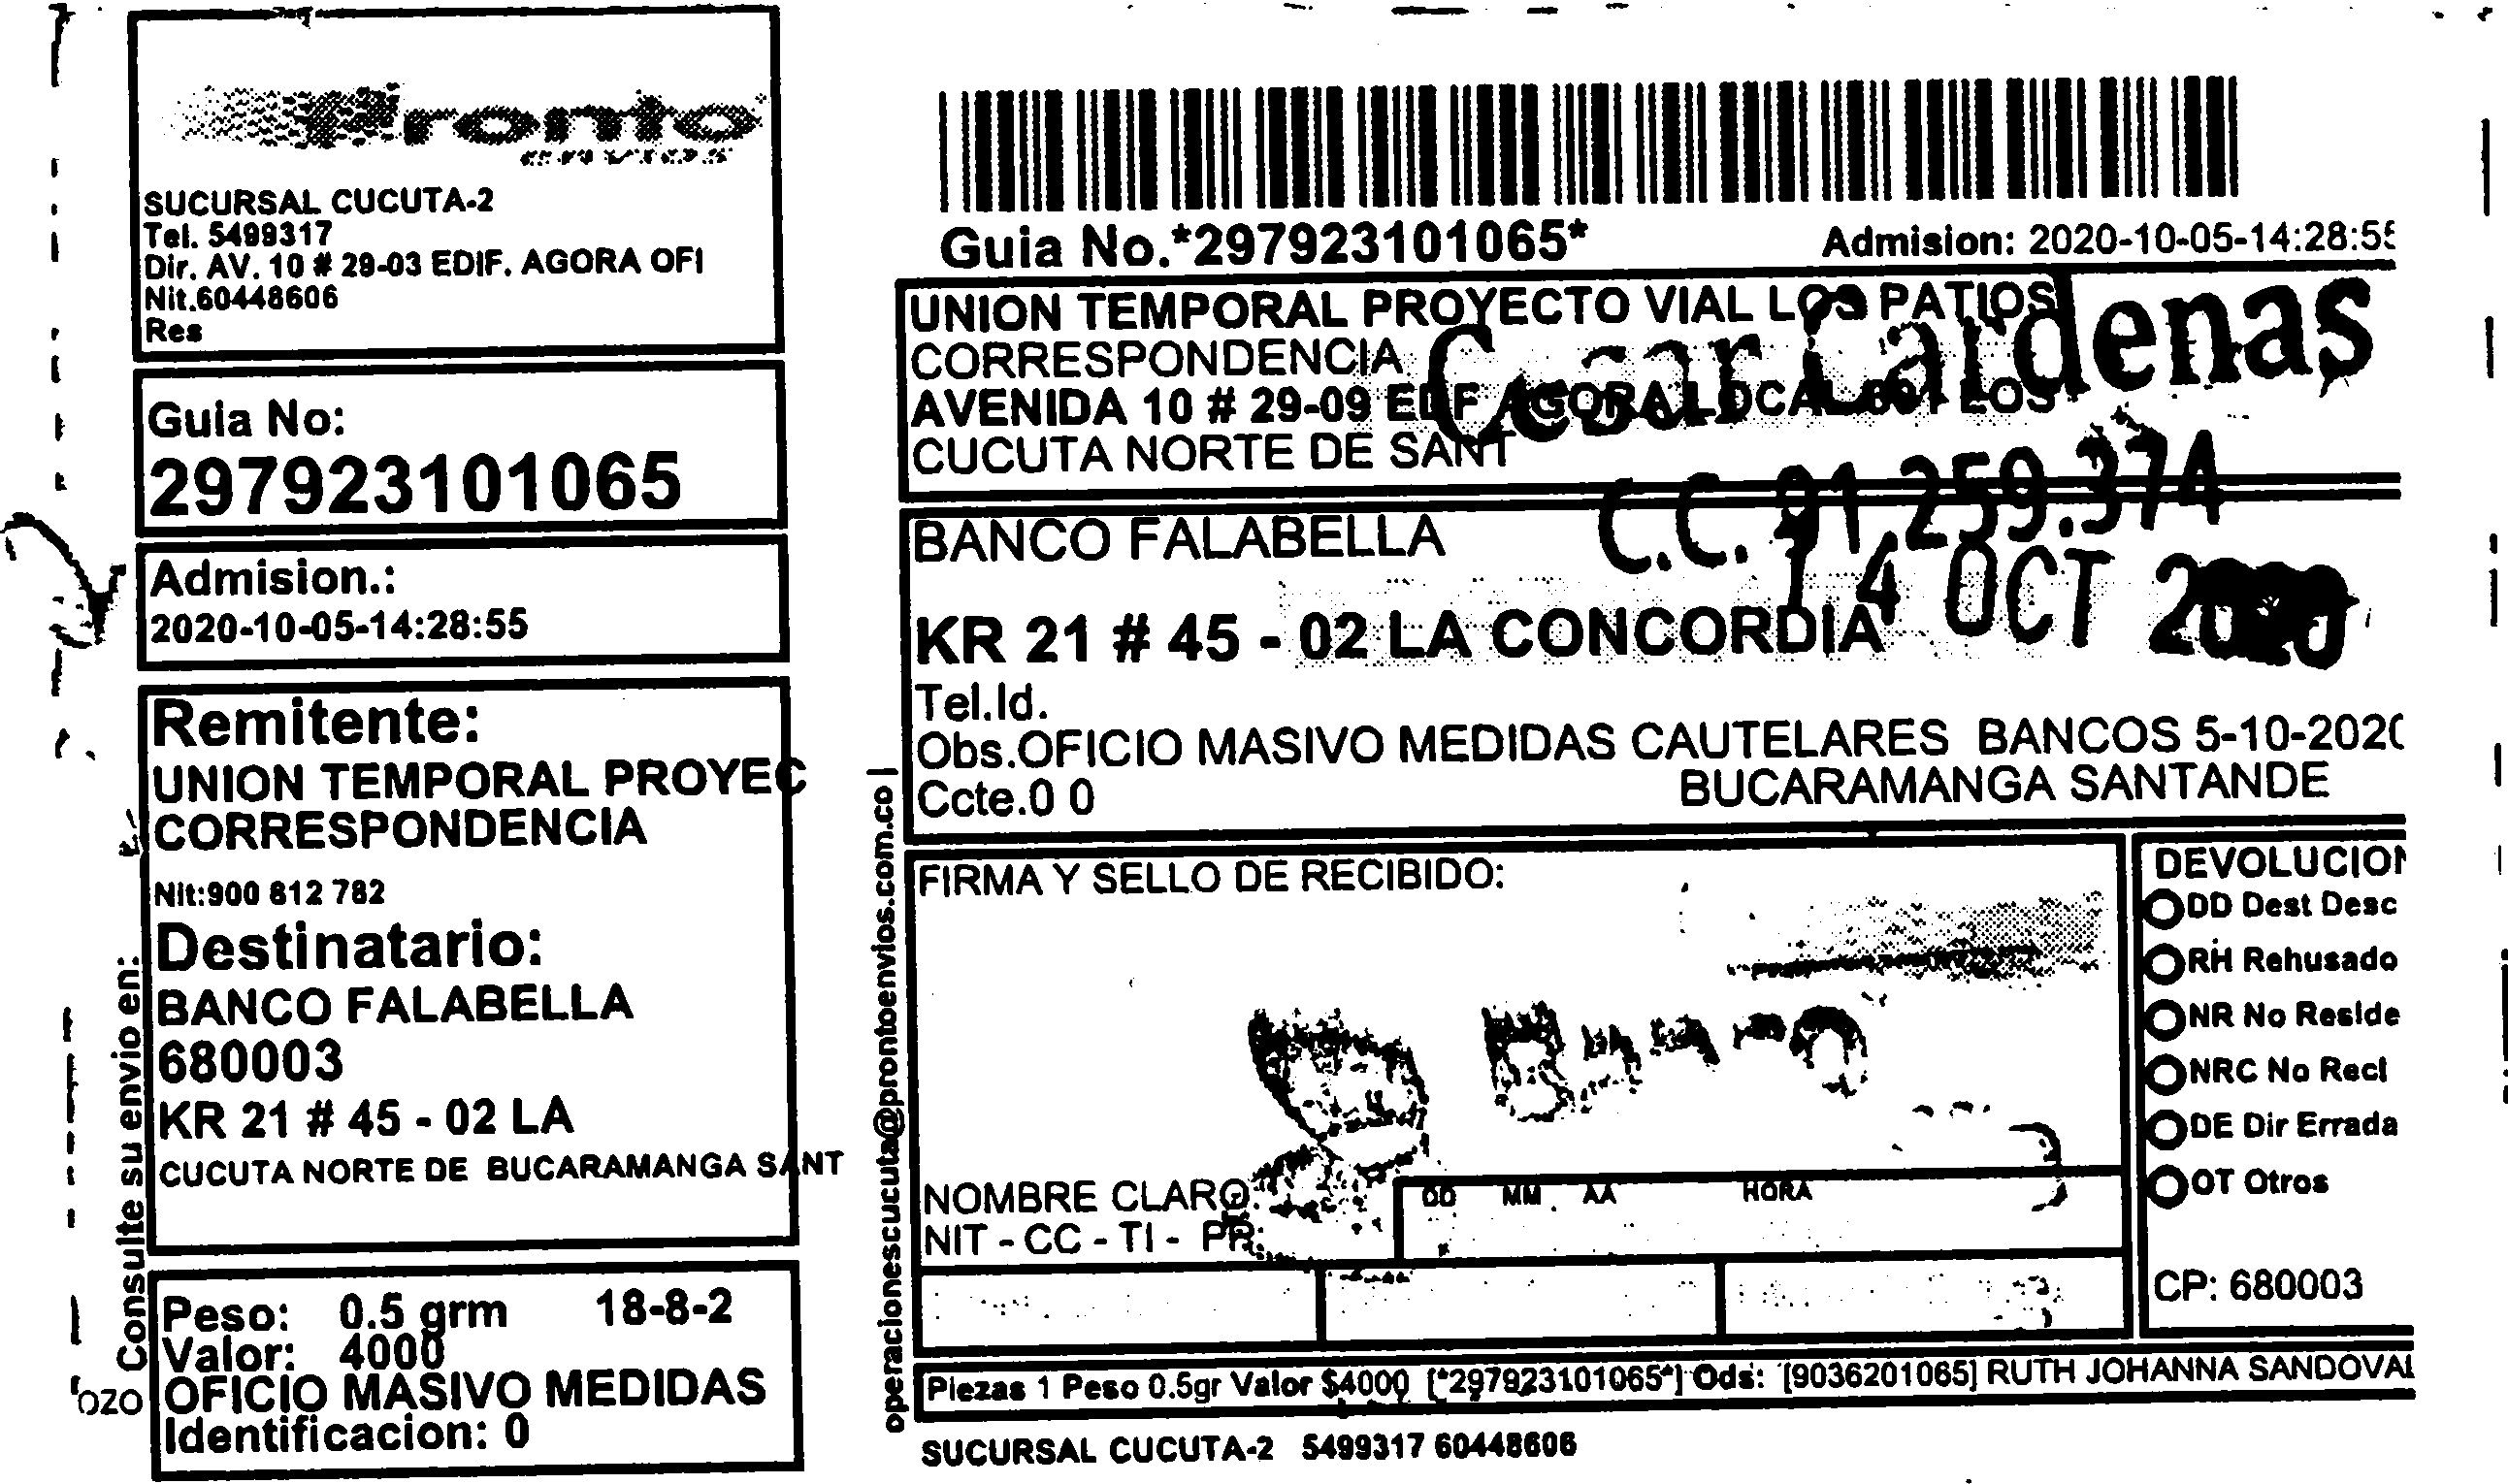 Pronto
SUCURSAL CUCUTA-2
Tel. 5499317
Dir. AV. 10 # 29-03 EDIF. AGORA OFI
Nit.60448606
Res
Guia No:
297923101065
Admision.:
2020-10-05-14:28:55
Remitente:
UNION TEMPORAL PROYEC
CORRESPONDENCIA
Nit:900 812 782
Destinatario:
BANCO FALABELLA
680003
KR 21 # 45 - 02 LA
CUCUTA NORTE DE BUCARAMANGA SANT
Peso: 0.5 grm 18-8-2
Valor: 4000
OFICIO MASIVO MEDIDAS
Identificacion: 0
Consulte su envio en:
operacionescucuta@prontoenvios.com.co |
Guia No.*297923101065*
Admision: 2020-10-05-14:28:55
UNION TEMPORAL PROYECTO VIAL LOS PATIOS
CORRESPONDENCIA
AVENIDA 10 # 29-09 EDF AGORA LOCAL LOS
CUCUTA NORTE DE SANT
Cesar Cardenas
C.C. 91.259.374
14 OCT 2020
BANCO FALABELLA
KR 21 # 45 - 02 LA CONCORDIA
Tel.Id.
Obs.OFICIO MASIVO MEDIDAS CAUTELARES BANCOS 5-10-2020
Ccte.0 0
BUCARAMANGA SANTANDE
FIRMA Y SELLO DE RECIBIDO:
NOMBRE CLARO:
NIT - CC - TI - PR:
DD MM AA HORA
DEVOLUCION
DD Dest Desc
RH Rehusado
NR No Reside
NRC No Recl
DE Dir Errada
OT Otros
CP: 680003
Piezas 1 Peso 0.5gr Valor $4000 [*297923101065*] Ods: [9036201065] RUTH JOHANNA SANDOVAL
SUCURSAL CUCUTA-2 5499317 60448606